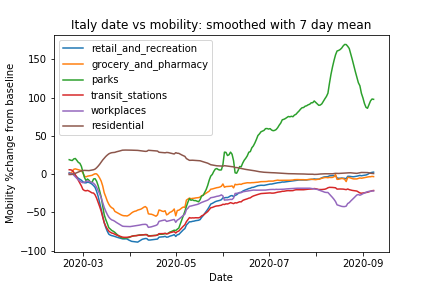 Italy date vs mobility: smoothed with 7 day mean
Mobility %change from baseline
150
100
50
0
−50
−100
retail_and_recreation
grocery_and_pharmacy
parks
transit_stations
workplaces
residential
2020-03
2020-05
2020-07
2020-09
Date